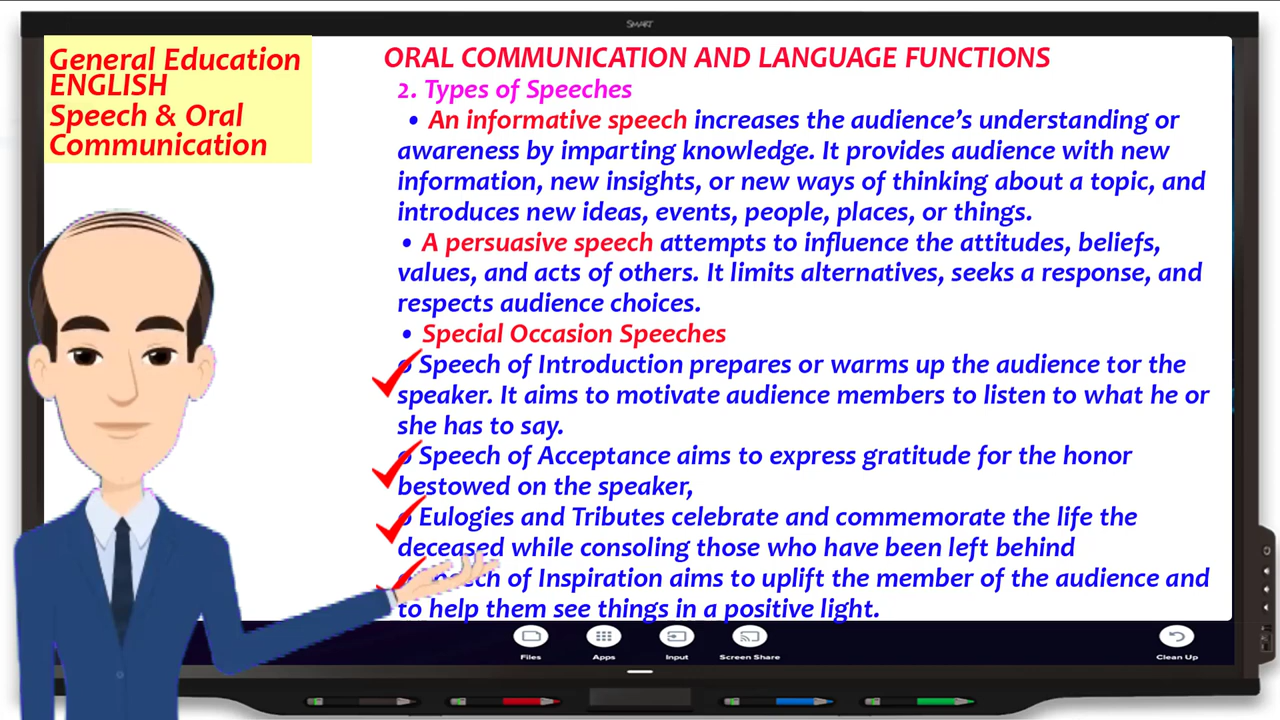 SMART
General Education
ENGLISH
Speech & Oral
Communication
ORAL COMMUNICATION AND LANGUAGE FUNCTIONS
2. Types of Speeches
• An informative speech increases the audience's understanding or
awareness by imparting knowledge. It provides audience with new
information, new insights, or new ways of thinking about a topic, and
introduces new ideas, events, people, places, or things.
• A persuasive speech attempts to influence the attitudes, beliefs,
values, and acts of others. It limits alternatives, seeks a response, and
respects audience choices.
• Special Occasion Speeches
o Speech of Introduction prepares or warms up the audience tor the
speaker. It aims to motivate audience members to listen to what he or
she has to say.
o Speech of Acceptance aims to express gratitude for the honor
bestowed on the speaker,
o Eulogies and Tributes celebrate and commemorate the life the
deceased while consoling those who have been left behind
of Inspiration aims to uplift the member of the audience and
to help them see things in a positive light.
Files
Apps
Input
Screen Share
Clean Up